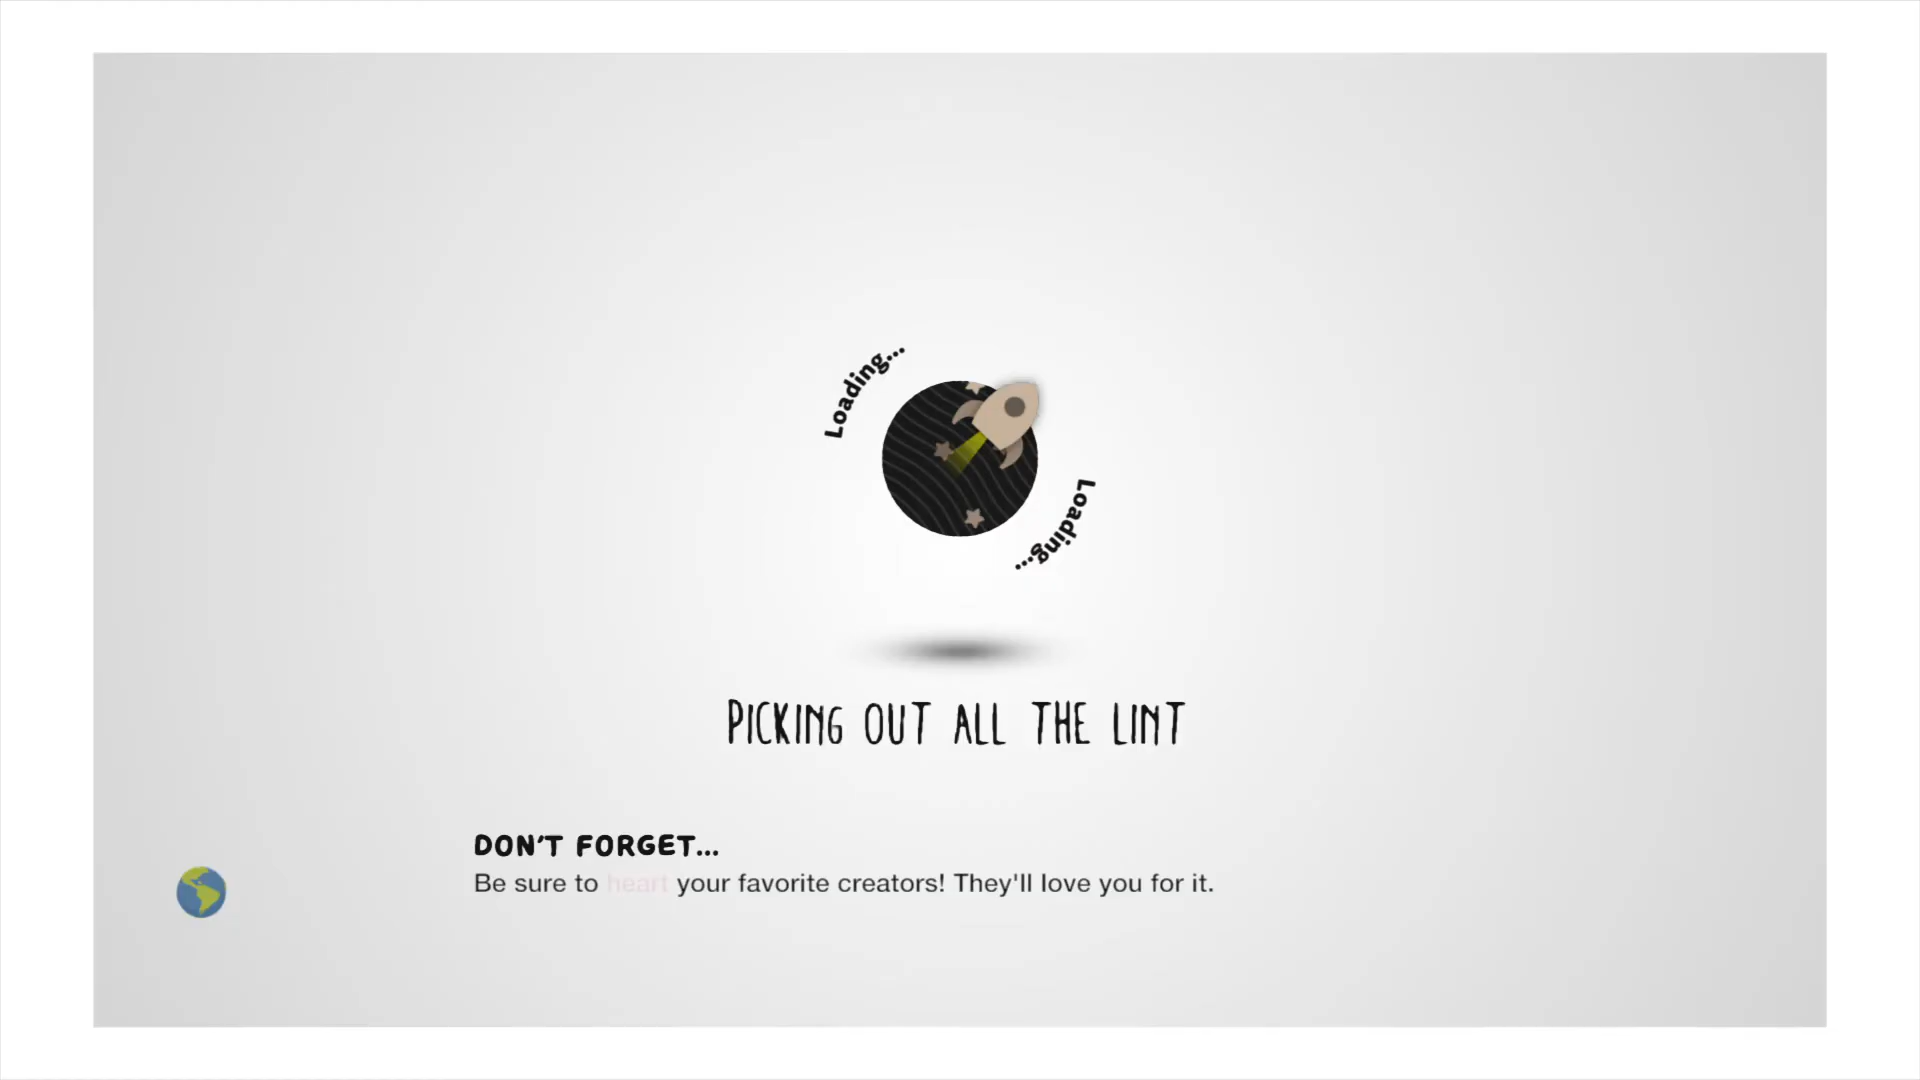 Loading...
Loading...
PICKING OUT ALL THE LINT
DON'T FORGET...
Be sure to heart your favorite creators! They'll love you for it.